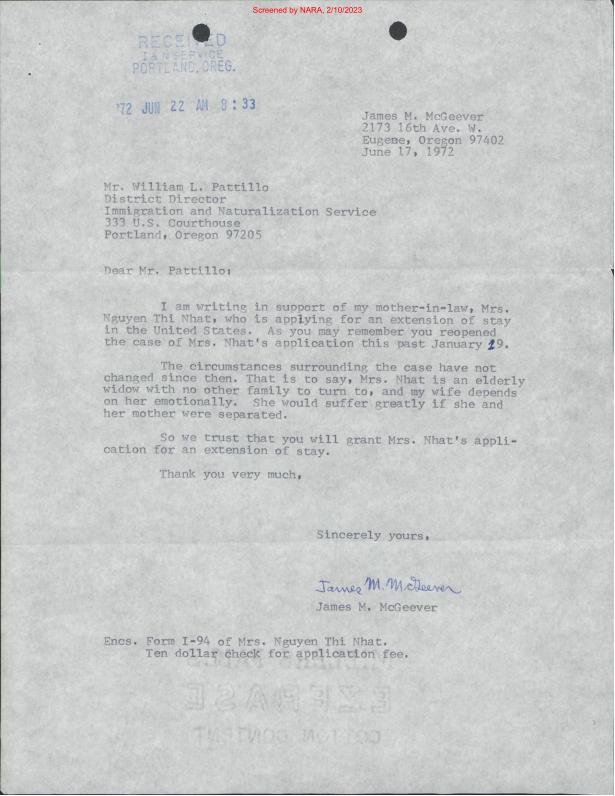 Screened by NARA, 2/10/2023
RECEIVED
I & N SERVICE
PORTLAND, OREG.
'72 JUN 22 AM 8:33
James M. McGeever
2173 16th Ave. W.
Eugene, Oregon 97402
June 17, 1972
Mr. William L. Pattillo
District Director
Immigration and Naturalization Service
333 U.S. Courthouse
Portland, Oregon 97205
Dear Mr. Pattillo:
I am writing in support of my mother-in-law, Mrs.
Nguyen Thi Nhat, who is applying for an extension of stay
in the United States. As you may remember you reopened
the case of Mrs. Nhat's application this past January 19.
The circumstances surrounding the case have not
changed since then. That is to say, Mrs. Nhat is an elderly
widow with no other family to turn to, and my wife depends
on her emotionally. She would suffer greatly if she and
her mother were separated.
So we trust that you will grant Mrs. Nhat's appli-
cation for an extension of stay.
Thank you very much,
Sincerely yours,
James M. McGeever
James M. McGeever
Encs. Form I-94 of Mrs. Nguyen Thi Nhat.
Ten dollar check for application fee.
EZERASE
COTTON CONTENT